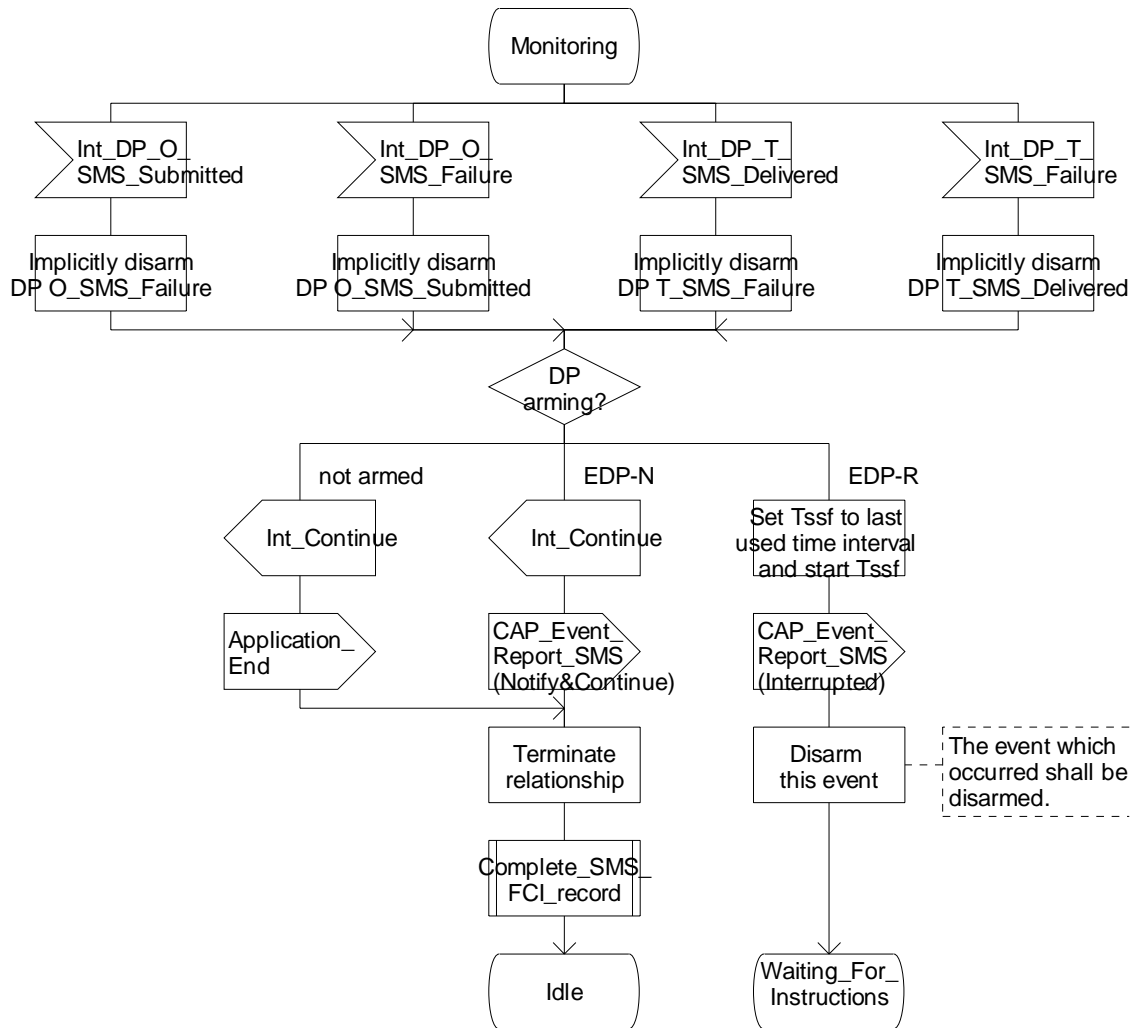 Monitoring
Int_DP_O_
SMS_Submitted
Int_DP_O_
SMS_Failure
Int_DP_T_
SMS_Delivered
Int_DP_T_
SMS_Failure
Implicitly disarm
DP O_SMS_Failure
Implicitly disarm
DP O_SMS_Submitted
Implicitly disarm
DP T_SMS_Failure
Implicitly disarm
DP T_SMS_Delivered
DP
arming?
not armed
EDP-N
EDP-R
Int_Continue
Int_Continue
Set Tssf to last
used time interval
and start Tssf
Application_
End
CAP_Event_
Report_SMS
(Notify&Continue)
CAP_Event_
Report_SMS
(Interrupted)
Terminate
relationship
Disarm
this event
The event which
occurred shall be
disarmed.
Complete_SMS_
FCI_record
Idle
Waiting_For_
Instructions